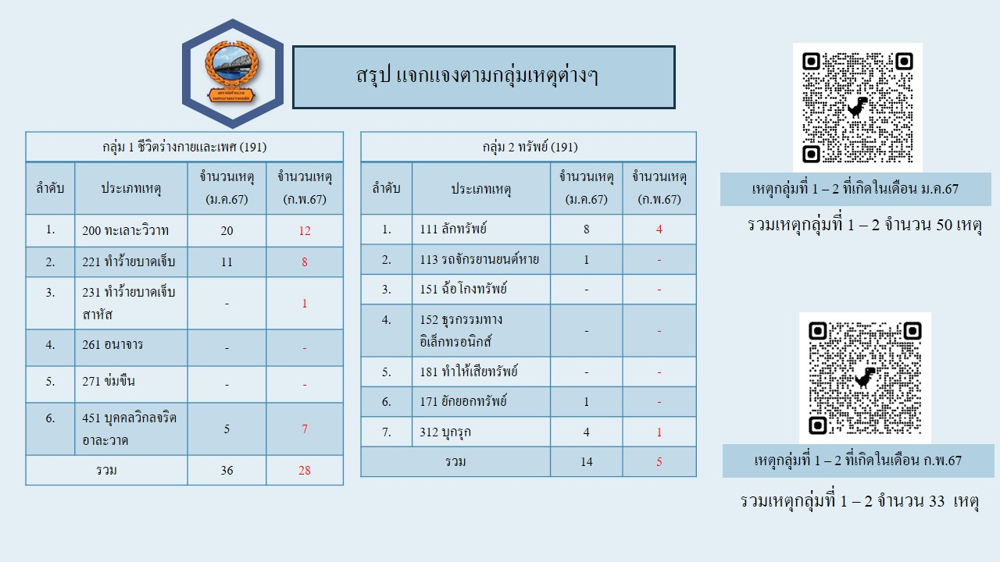 สรุป แจกแจงตามกลุ่มเหตุต่างๆ
กลุ่ม 1 ชีวิตร่างกายและเพศ (191)
ลำดับ ประเภทเหตุ จำนวนเหตุ (ม.ค.67) จำนวนเหตุ (ก.พ.67)
1. 200 ทะเลาะวิวาท 20 12
2. 221 ทำร้ายบาดเจ็บ 11 8
3. 231 ทำร้ายบาดเจ็บ สาหัส - 1
4. 261 อนาจาร - -
5. 271 ข่มขืน - -
6. 451 บุคคลวิกลจริต อาละวาด 5 7
รวม 36 28
กลุ่ม 2 ทรัพย์ (191)
ลำดับ ประเภทเหตุ จำนวนเหตุ (ม.ค.67) จำนวนเหตุ (ก.พ.67)
1. 111 ลักทรัพย์ 8 4
2. 113 รถจักรยานยนต์หาย 1 -
3. 151 ฉ้อโกงทรัพย์ - -
4. 152 ธุรกรรมทาง อิเล็กทรอนิกส์ - -
5. 181 ทำให้เสียทรัพย์ - -
6. 171 ยักยอกทรัพย์ 1 -
7. 312 บุกรุก 4 1
รวม 14 5
เหตุกลุ่มที่ 1 – 2 ที่เกิดในเดือน ม.ค.67
รวมเหตุกลุ่มที่ 1 – 2 จำนวน 50 เหตุ
เหตุกลุ่มที่ 1 – 2 ที่เกิดในเดือน ก.พ.67
รวมเหตุกลุ่มที่ 1 – 2 จำนวน 33 เหตุ